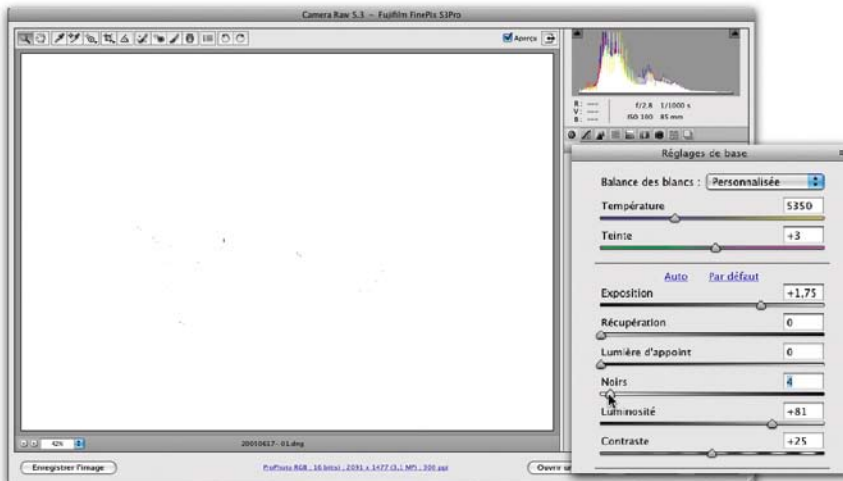 Camera Raw 5.3 – Fujifilm FinePix S3Pro
Aperçu
R : ---
V : ---
B : ---
f/2.8 1/1000 s
ISO 100 85 mm
Réglages de base
Balance des blancs : Personnalisée
Température 5350
Teinte +3
Auto Par défaut
Exposition +1,75
Récupération 0
Lumière d'appoint 0
Noirs 4
Luminosité +81
Contraste +25
42%
20050617-01.dng
Enregistrer l'image
ProPhoto RGB ; 16 bit(s) ; 2091 x 1477 (3,1 MP) ; 300 ppi
Ouvrir un